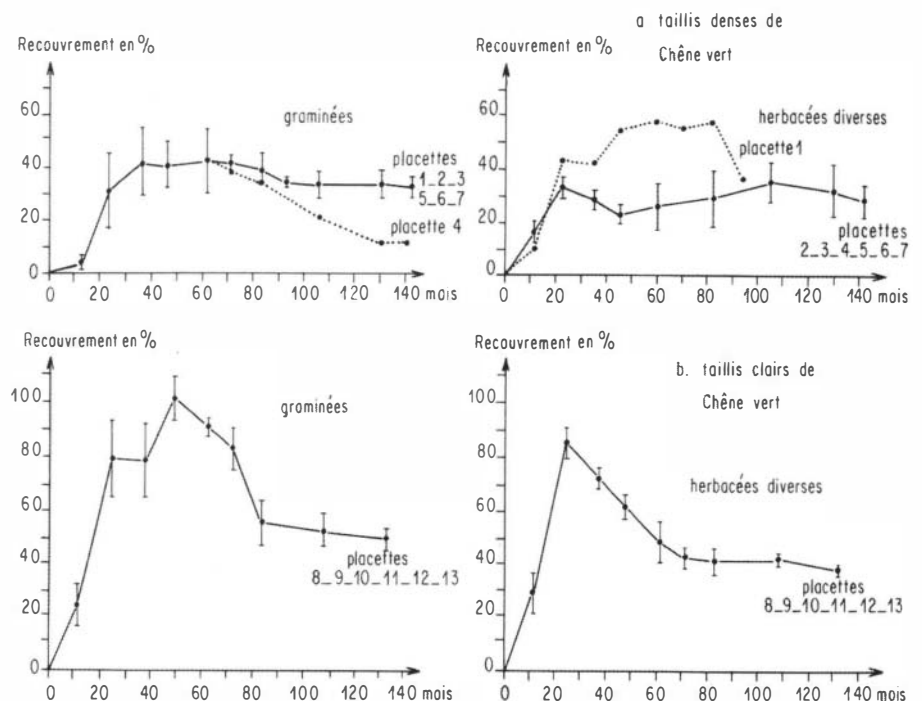 a taillis denses de
Chêne vert
Recouvrement en %
graminées
60
40
20
0
placettes
1_2_3
5_6_7
placette 4
0 20 40 60 80 100 120 140 mois
Recouvrement en %
herbacées diverses
placette 1
60
40
20
0
placettes
2_3_4_5_6_7
0 20 40 60 80 100 120 140 mois
Recouvrement en %
graminées
100
80
60
40
20
0
placettes
8_9_10_11_12_13
0 20 40 60 80 100 120 140 mois
Recouvrement en %
b. taillis clairs de
Chêne vert
herbacées diverses
100
80
60
40
20
0
placettes
8_9_10_11_12_13
0 20 40 60 80 100 120 140 mois